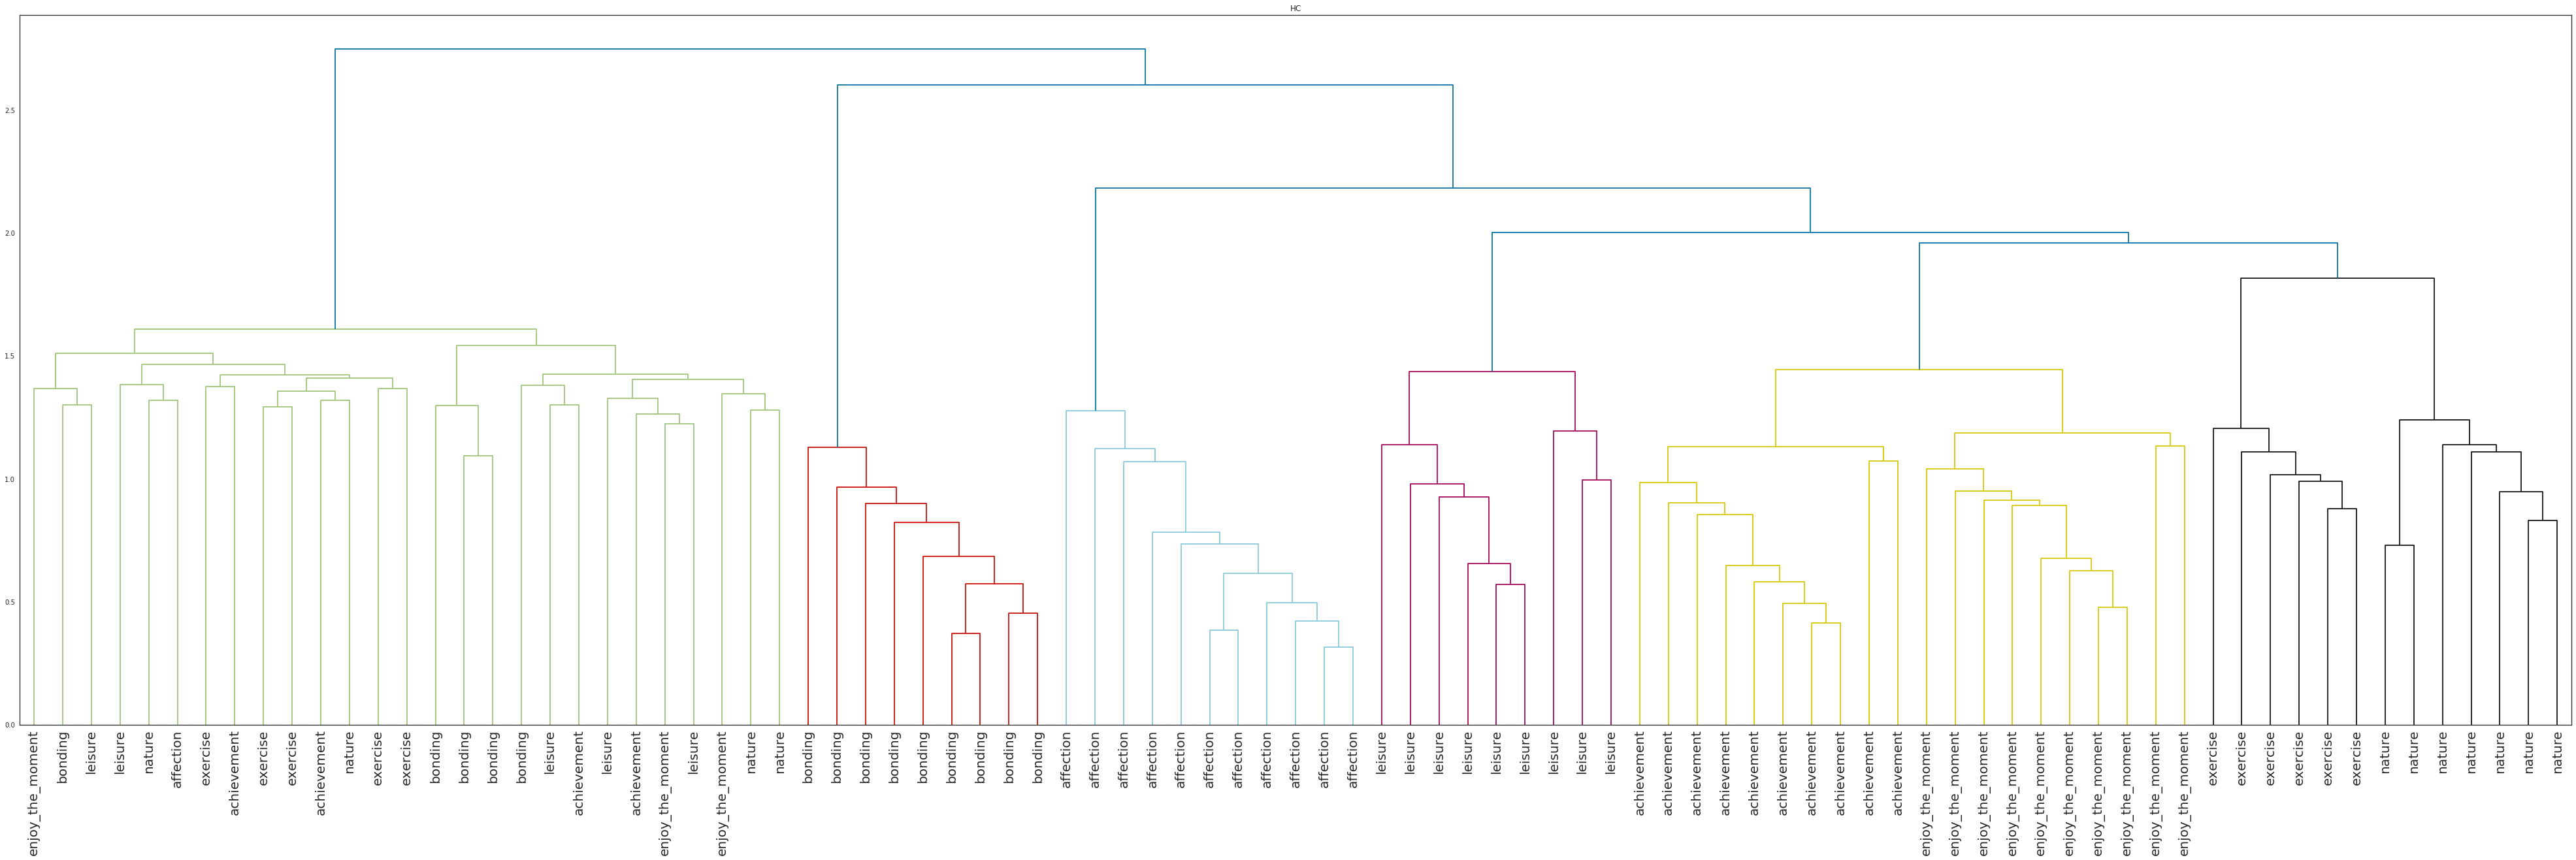 HC
2.5
2.0
1.5
1.0
0.5
0.0
enjoy_the_moment
bonding
leisure
leisure
nature
affection
exercise
achievement
exercise
exercise
achievement
nature
exercise
exercise
bonding
bonding
bonding
bonding
leisure
achievement
leisure
achievement
enjoy_the_moment
leisure
enjoy_the_moment
nature
nature
bonding
bonding
bonding
bonding
bonding
bonding
bonding
bonding
bonding
affection
affection
affection
affection
affection
affection
affection
affection
affection
affection
affection
leisure
leisure
leisure
leisure
leisure
leisure
leisure
leisure
leisure
achievement
achievement
achievement
achievement
achievement
achievement
achievement
achievement
achievement
achievement
enjoy_the_moment
enjoy_the_moment
enjoy_the_moment
enjoy_the_moment
enjoy_the_moment
enjoy_the_moment
enjoy_the_moment
enjoy_the_moment
enjoy_the_moment
enjoy_the_moment
exercise
exercise
exercise
exercise
exercise
exercise
nature
nature
nature
nature
nature
nature
nature